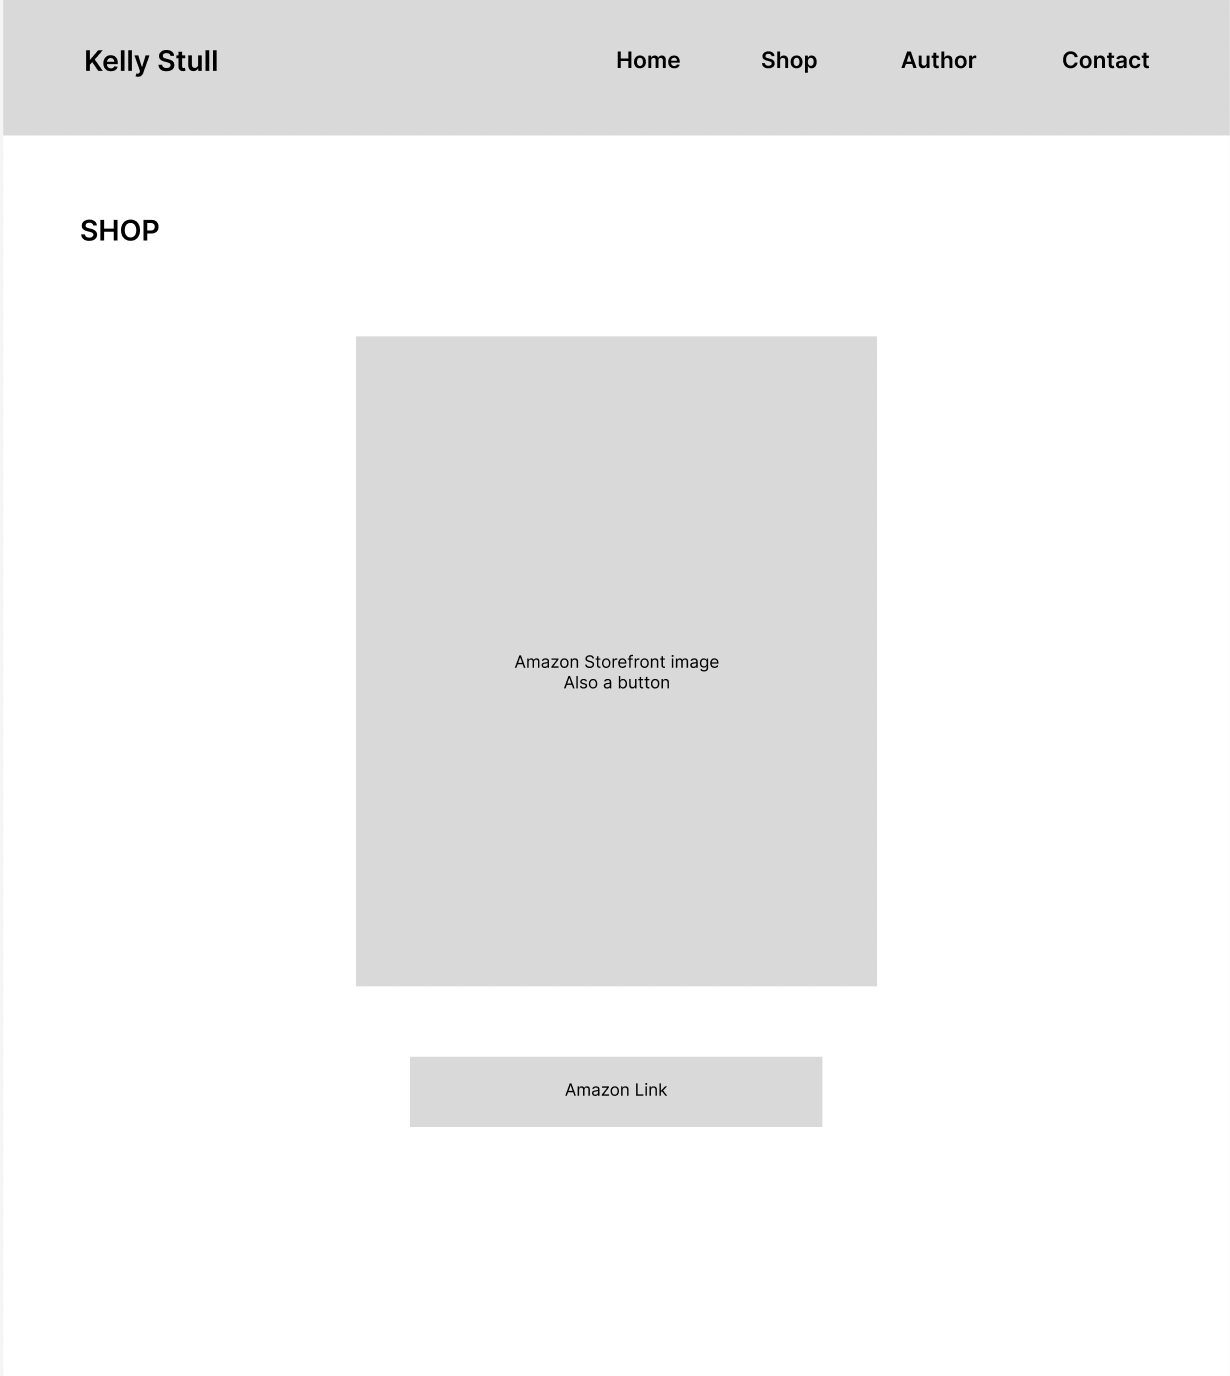 Kelly Stull
Home Shop Author Contact
SHOP
Amazon Storefront image
Also a button
Amazon Link